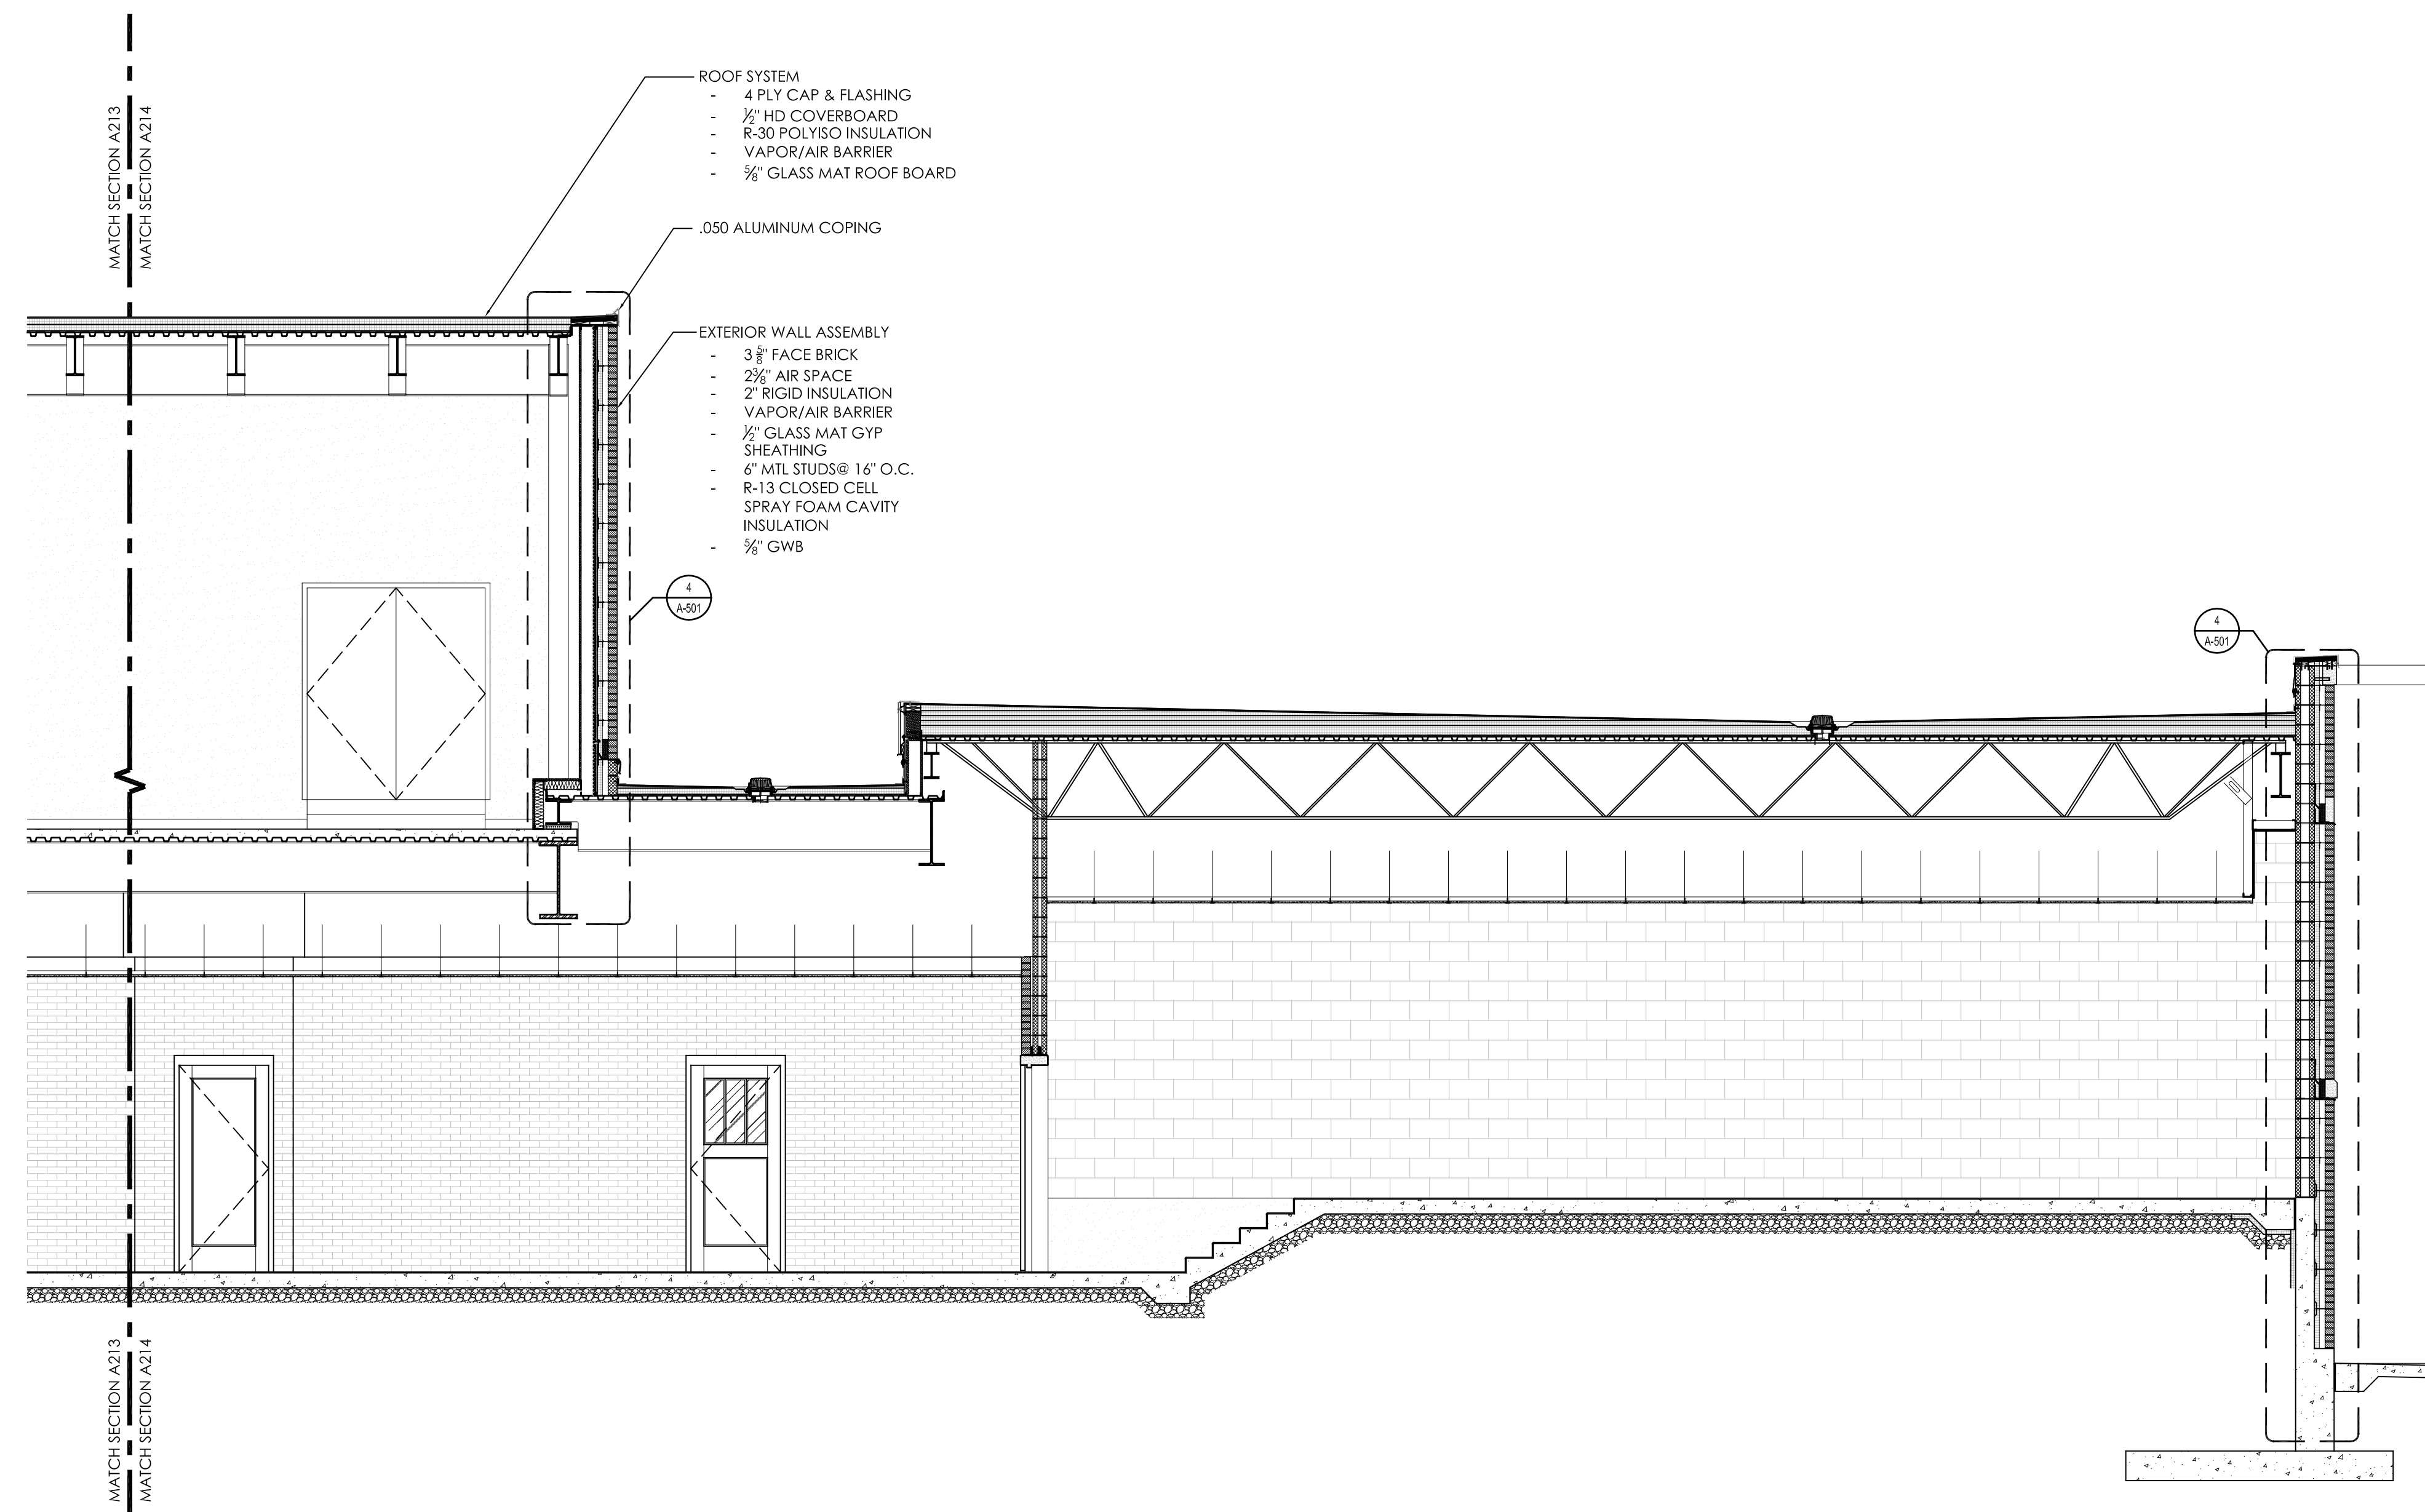 MATCH SECTION A213
MATCH SECTION A214
ROOF SYSTEM
- 4 PLY CAP & FLASHING
- ½" HD COVERBOARD
- R-30 POLYISO INSULATION
- VAPOR/AIR BARRIER
- ⅝" GLASS MAT ROOF BOARD
.050 ALUMINUM COPING
EXTERIOR WALL ASSEMBLY
- 3 ⅝" FACE BRICK
- 2⅜" AIR SPACE
- 2" RIGID INSULATION
- VAPOR/AIR BARRIER
- ½" GLASS MAT GYP
SHEATHING
- 6" MTL STUDS@ 16" O.C.
- R-13 CLOSED CELL
SPRAY FOAM CAVITY
INSULATION
- ⅝" GWB
4
A-501
4
A-501
MATCH SECTION A213
MATCH SECTION A214